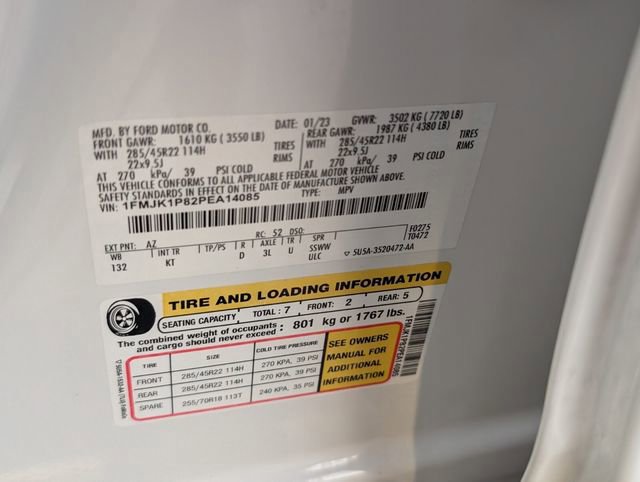 MFD. BY FORD MOTOR CO. DATE: 01/23 GVWR: 3502 KG ( 7720 LB)
FRONT GAWR: 1610 KG ( 3550 LB) REAR GAWR: 1987 KG ( 4380 LB)
WITH 285/45R22 114H TIRES WITH 285/45R22 114H TIRES
22x9.5J RIMS 22x9.5J RIMS
AT 270 kPa/ 39 PSI COLD AT 270 kPa/ 39 PSI COLD
THIS VEHICLE CONFORMS TO ALL APPLICABLE FEDERAL MOTOR VEHICLE
SAFETY STANDARDS IN EFFECT ON THE DATE OF MANUFACTURE SHOWN ABOVE.
VIN: 1FMJK1P82PEA14085 TYPE: MPV
F0275
T0472
EXT PNT: AZ RC: 52 DSO:
WB INT TR TP/PS R AXLE TR SPR
132 KT D 3L U SSWW
ULC
▽ 5U5A-3520472-AA
TIRE AND LOADING INFORMATION
SEATING CAPACITY TOTAL: 7 FRONT: 2 REAR: 5
The combined weight of occupants and cargo should never exceed : 801 kg or 1767 lbs.
TIRE SIZE COLD TIRE PRESSURE
FRONT 285/45R22 114H 270 KPA, 39 PSI
REAR 285/45R22 114H 270 KPA, 39 PSI
SPARE 255/70R18 113T 240 KPA, 35 PSI
SEE OWNERS
MANUAL FOR
ADDITIONAL
INFORMATION
1FMJK1P82PEA14085